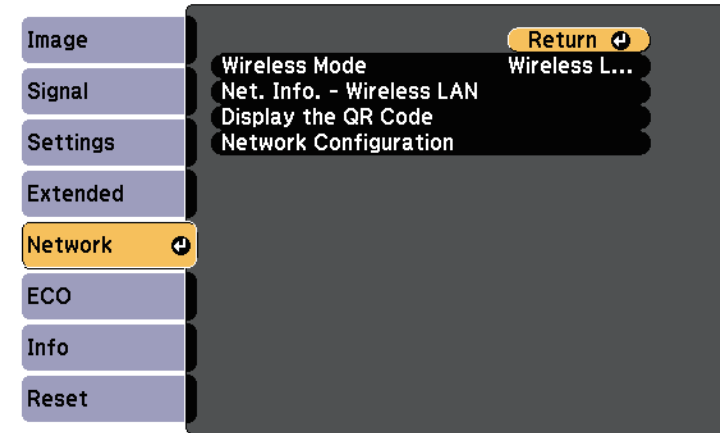 Image
Signal
Settings
Extended
Network
ECO
Info
Reset
Return
Wireless Mode Wireless L...
Net. Info. - Wireless LAN
Display the QR Code
Network Configuration